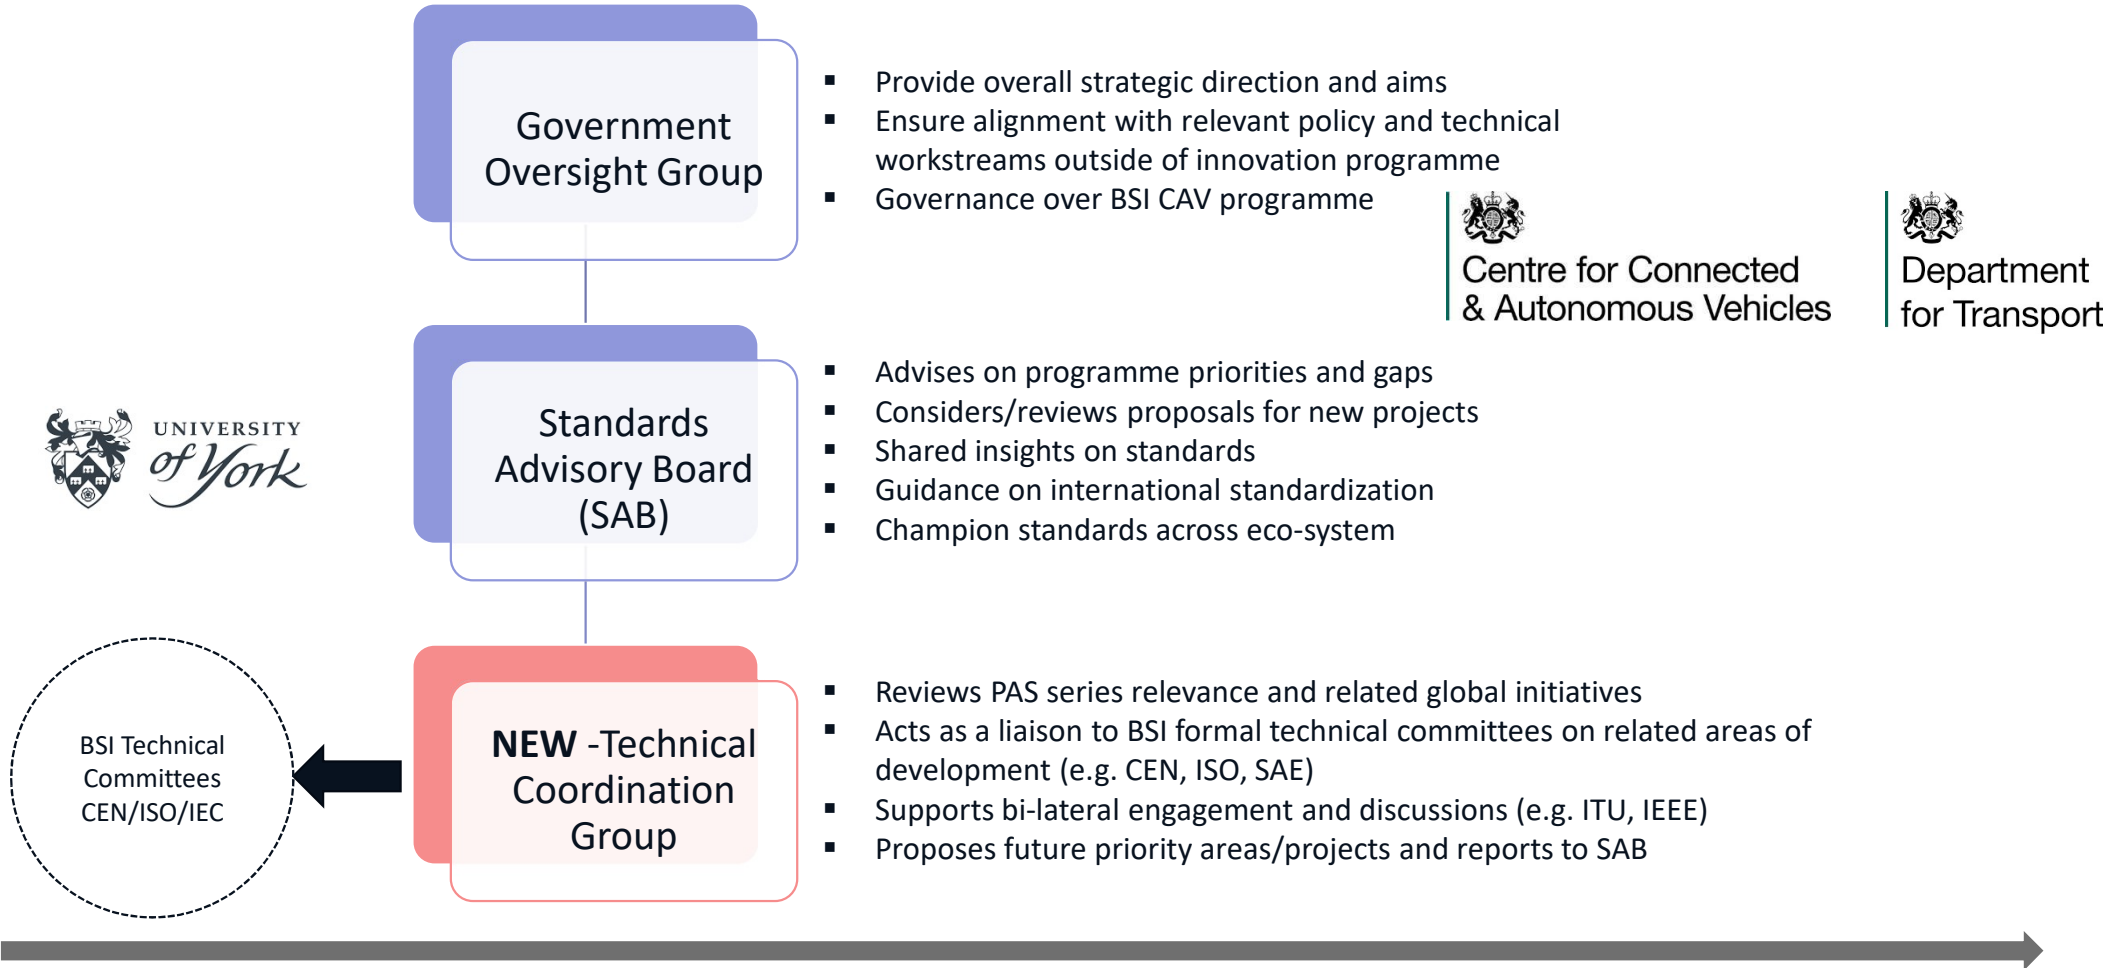 Government
Oversight Group
▪ Provide overall strategic direction and aims
▪ Ensure alignment with relevant policy and technical
workstreams outside of innovation programme
▪ Governance over BSI CAV programme
Centre for Connected
& Autonomous Vehicles
Department
for Transport
UNIVERSITY
of York
Standards
Advisory Board
(SAB)
▪ Advises on programme priorities and gaps
▪ Considers/reviews proposals for new projects
▪ Shared insights on standards
▪ Guidance on international standardization
▪ Champion standards across eco-system
BSI Technical
Committees
CEN/ISO/IEC
NEW -Technical
Coordination
Group
▪ Reviews PAS series relevance and related global initiatives
▪ Acts as a liaison to BSI formal technical committees on related areas of
development (e.g. CEN, ISO, SAE)
▪ Supports bi-lateral engagement and discussions (e.g. ITU, IEEE)
▪ Proposes future priority areas/projects and reports to SAB